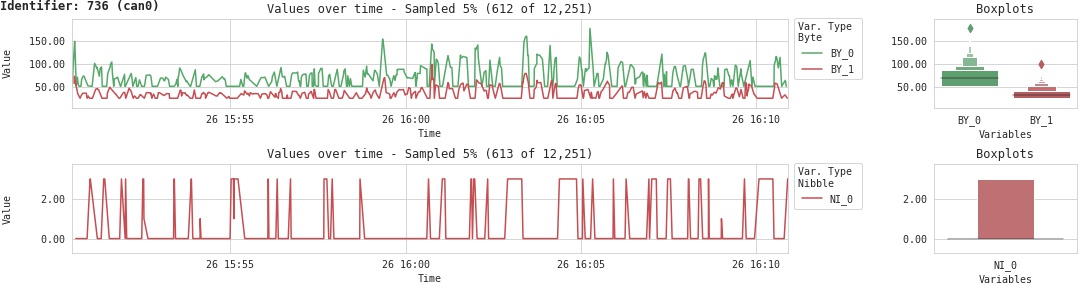 Identifier: 736 (can0)
Values over time - Sampled 5% (612 of 12,251)
Value
150.00
100.00
50.00
26 15:55
26 16:00
26 16:05
26 16:10
Time
Var. Type
Byte
BY_0
BY_1
Boxplots
150.00
100.00
50.00
BY_0
BY_1
Variables
Values over time - Sampled 5% (613 of 12,251)
Value
2.00
0.00
26 15:55
26 16:00
26 16:05
26 16:10
Time
Var. Type
Nibble
NI_0
Boxplots
2.00
0.00
NI_0
Variables